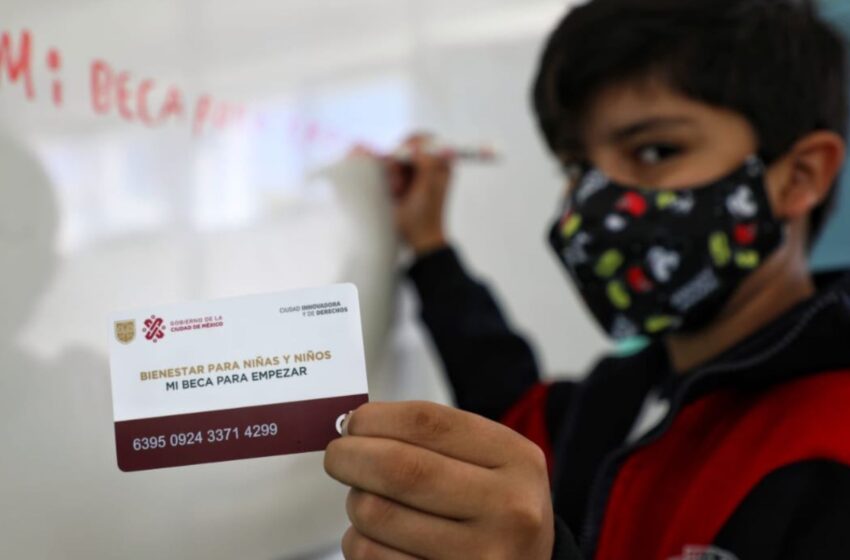 Mi BECA para
GOBIERNO DE LA
CIUDAD DE MÉXICO
CIUDAD INNOVADORA
Y DE DERECHOS
BIENESTAR PARA NIÑAS Y NIÑOS
MI BECA PARA EMPEZAR
6395 0924 3371 4299